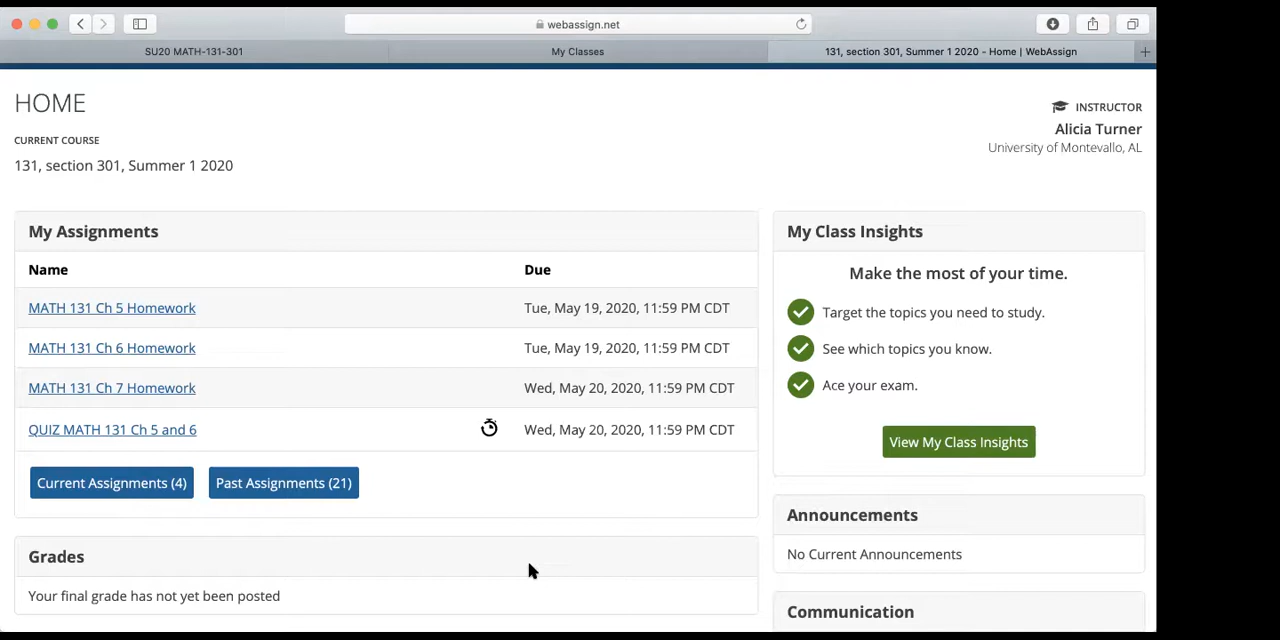 webassign.net
SU20 MATH-131-301
My Classes
131, section 301, Summer 1 2020 - Home | WebAssign
HOME
INSTRUCTOR
Alicia Turner
University of Montevallo, AL
CURRENT COURSE
131, section 301, Summer 1 2020
My Assignments
Name Due
MATH 131 Ch 5 Homework Tue, May 19, 2020, 11:59 PM CDT
MATH 131 Ch 6 Homework Tue, May 19, 2020, 11:59 PM CDT
MATH 131 Ch 7 Homework Wed, May 20, 2020, 11:59 PM CDT
QUIZ MATH 131 Ch 5 and 6 Wed, May 20, 2020, 11:59 PM CDT
Current Assignments (4) Past Assignments (21)
Grades
Your final grade has not yet been posted
My Class Insights
Make the most of your time.
Target the topics you need to study.
See which topics you know.
Ace your exam.
View My Class Insights
Announcements
No Current Announcements
Communication